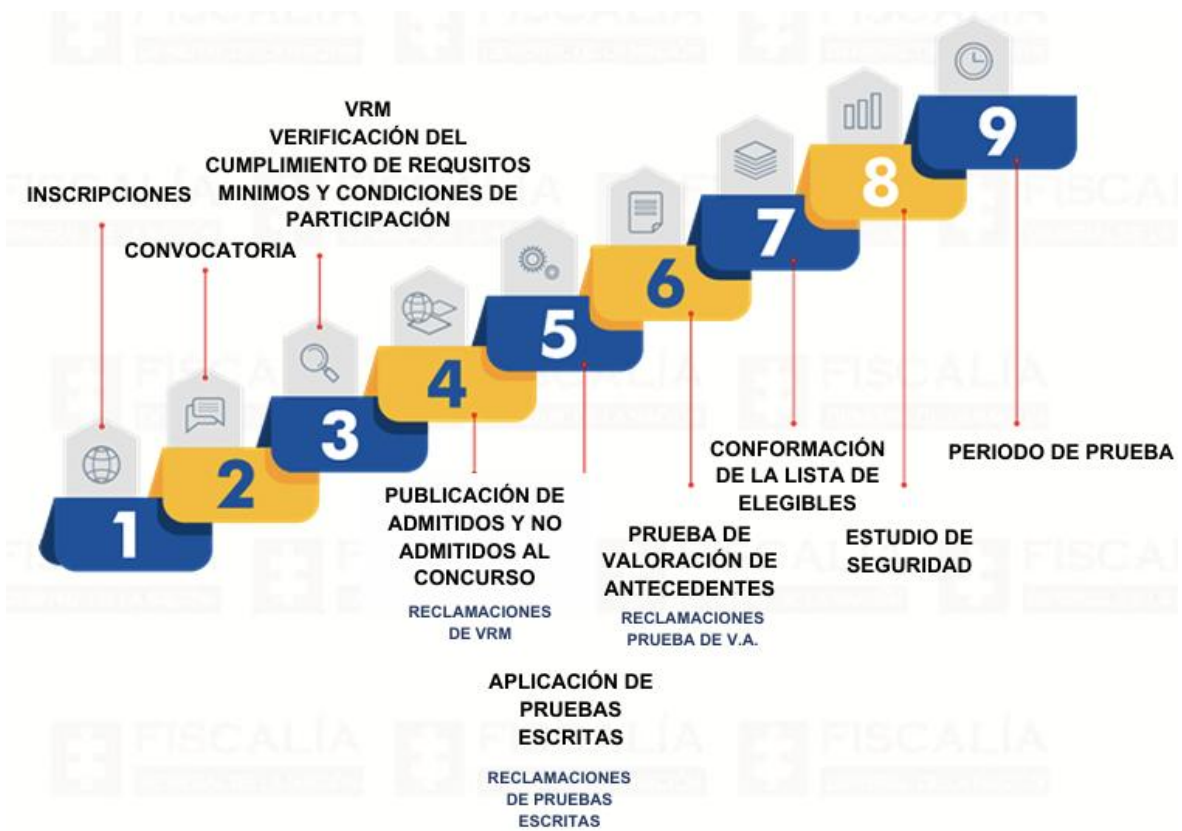 INSCRIPCIONES
1
CONVOCATORIA
2
VRM
VERIFICACIÓN DEL
CUMPLIMIENTO DE REQUSITOS
MINIMOS Y CONDICIONES DE
PARTICIPACIÓN
3
4
PUBLICACIÓN DE
ADMITIDOS Y NO
ADMITIDOS AL
CONCURSO
RECLAMACIONES
DE VRM
5
APLICACIÓN DE
PRUEBAS
ESCRITAS
RECLAMACIONES
DE PRUEBAS
ESCRITAS
6
PRUEBA DE
VALORACIÓN DE
ANTECEDENTES
RECLAMACIONES
PRUEBA DE V.A.
7
CONFORMACIÓN
DE LA LISTA DE
ELEGIBLES
8
ESTUDIO DE
SEGURIDAD
9
PERIODO DE PRUEBA
FISCALÍA
FISCALÍA
FISCALÍA